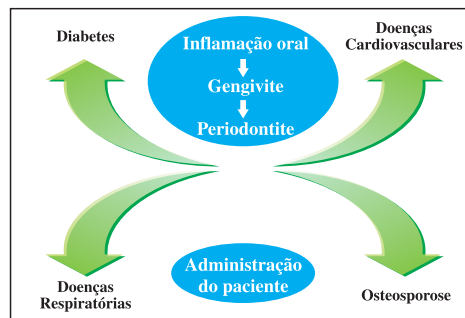 Diabetes
Inflamação oral
Gengivite
Periodontite
Doenças
Cardiovasculares
Doenças
Respiratórias
Administração
do paciente
Osteosporose